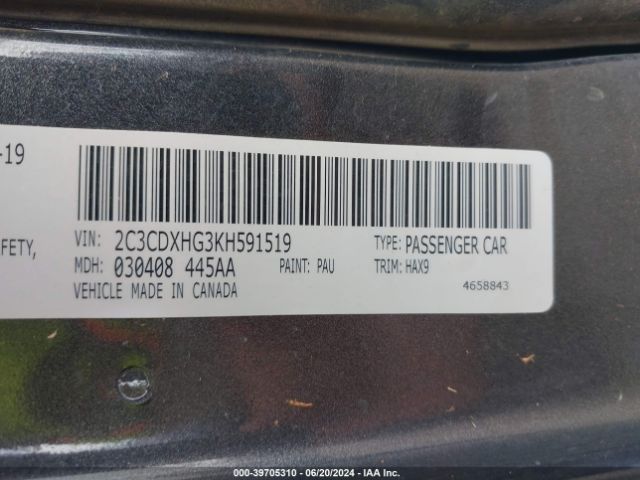 -19
FETY,
VIN: 2C3CDXHG3KH591519 TYPE: PASSENGER CAR
MDH: 030408 445AA PAINT: PAU TRIM: HAX9
VEHICLE MADE IN CANADA 4658843
000-39705310 - 06/20/2024 - IAA Inc.